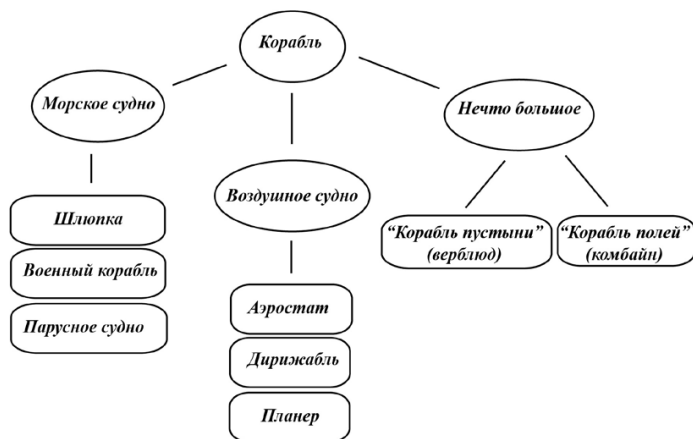 Корабль
Морское судно
Нечто большое
Воздушное судно
Шлюпка
Военный корабль
Парусное судно
“Корабль пустыни”
(верблюд)
“Корабль полей”
(комбайн)
Аэростат
Дирижабль
Планер